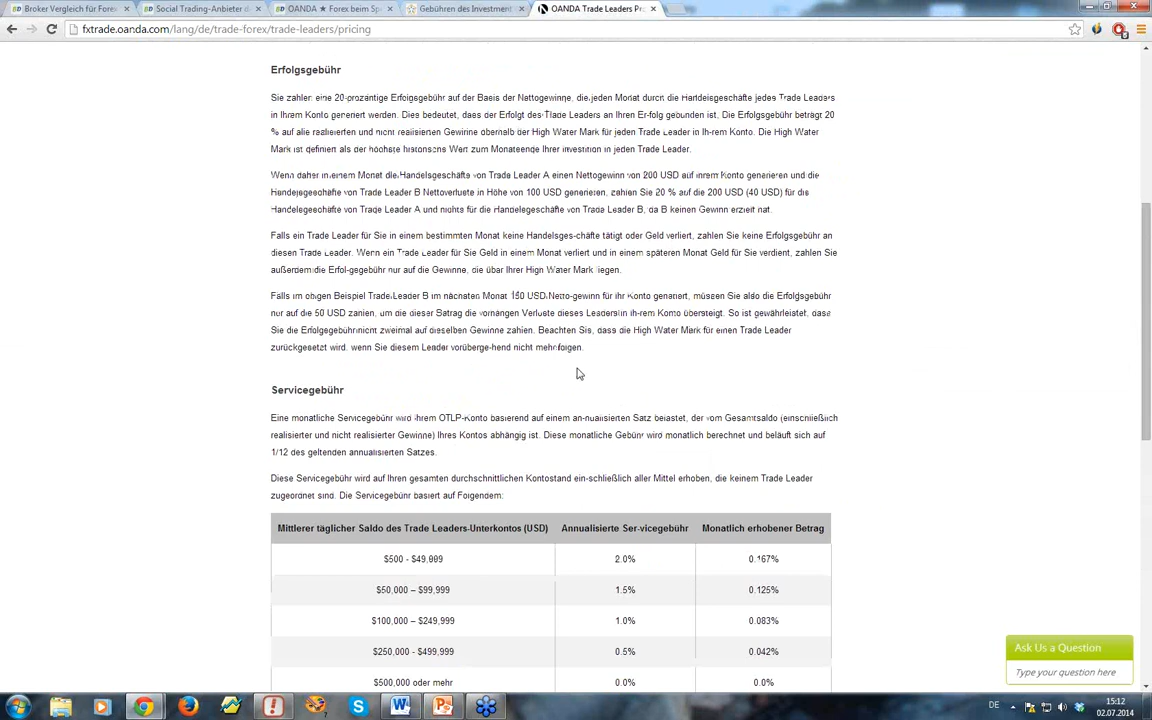 Broker Vergleich für Forex
Social Trading-Anbieter d
OANDA ★ Forex beim Sp
Gebühren des Investment
OANDA Trade Leaders Pr
fxtrade.oanda.com/lang/de/trade-forex/trade-leaders/pricing
Erfolgsgebühr
Sie zahlen eine 20-prozentige Erfolgsgebühr auf der Basis der Nettogewinne, die jeden Monat durch die Handelsgeschäfte jedes Trade Leaders
in Ihrem Konto generiert werden. Dies bedeutet, dass der Erfolgt des Trade Leaders an Ihren Er-folg gebunden ist. Die Erfolgsgebühr beträgt 20
% auf alle realisierten und nicht realisierten Gewinne oberhalb der High Water Mark für jeden Trade Leader in Ih-rem Konto. Die High Water
Mark ist definiert als der höchste historische Wert zum Monatsende Ihrer Investition in jeden Trade Leader.
Wenn daher in einem Monat die Handelsgeschäfte von Trade Leader A einen Nettogewinn von 200 USD auf Ihrem Konto generieren und die
Handelsgeschäfte von Trade Leader B Nettoverluste in Höhe von 100 USD generieren, zahlen Sie 20 % auf die 200 USD (40 USD) für die
Handelsgeschäfte von Trade Leader A und nichts für die Handelsgeschäfte von Trade Leader B, da B keinen Gewinn erzielt hat.
Falls ein Trade Leader für Sie in einem bestimmten Monat keine Handelsges-chäfte tätigt oder Geld verliert, zahlen Sie keine Erfolgsgebühr an
diesen Trade Leader. Wenn ein Trade Leader für Sie Geld in einem Monat verliert und in einem späteren Monat Geld für Sie verdient, zahlen Sie
außerdem die Erfol-gsgebühr nur auf die Gewinne, die über Ihrer High Water Mark liegen.
Falls im obigen Beispiel Trade Leader B im nächsten Monat 150 USD Netto-gewinn für ihr Konto generiert, müssen Sie also die Erfolgsgebühr
nur auf die 50 USD zahlen, um die dieser Betrag die vorherigen Verluste dieses Leaders in Ih-rem Konto übersteigt. So ist gewährleistet, dass
Sie die Erfolgsgebühr nicht zweimal auf dieselben Gewinne zahlen. Beachten Sie, dass die High Water Mark für einen Trade Leader
zurückgesetzt wird, wenn Sie diesem Leader vorüberge-hend nicht mehr folgen.
Servicegebühr
Eine monatliche Servicegebühr wird Ihrem OTLP-Konto basierend auf einem an-nualisierten Satz belastet, der vom Gesamtsaldo (einschließlich
realisierter und nicht realisierter Gewinne) Ihres Kontos abhängig ist. Diese monatliche Gebühr wird monatlich berechnet und beläuft sich auf
1/12 des geltenden annualisierten Satzes.
Diese Servicegebühr wird auf Ihren gesamten durchschnittlichen Kontostand ein-schließlich aller Mittel erhoben, die keinem Trade Leader
zugeordnet sind. Die Servicegebühr basiert auf Folgendem:
Mittlerer täglicher Saldo des Trade Leaders-Unterkontos (USD) Annualisierte Ser-vicegebühr Monatlich erhobener Betrag
$500 - $49,999 2.0% 0.167%
$50,000 – $99,999 1.5% 0.125%
$100,000 – $249,999 1.0% 0.083%
$250,000 - $499,999 0.5% 0.042%
$500,000 oder mehr 0.0% 0.0%
Ask Us a Question
Type your question here
DE
15:12
02.07.2014